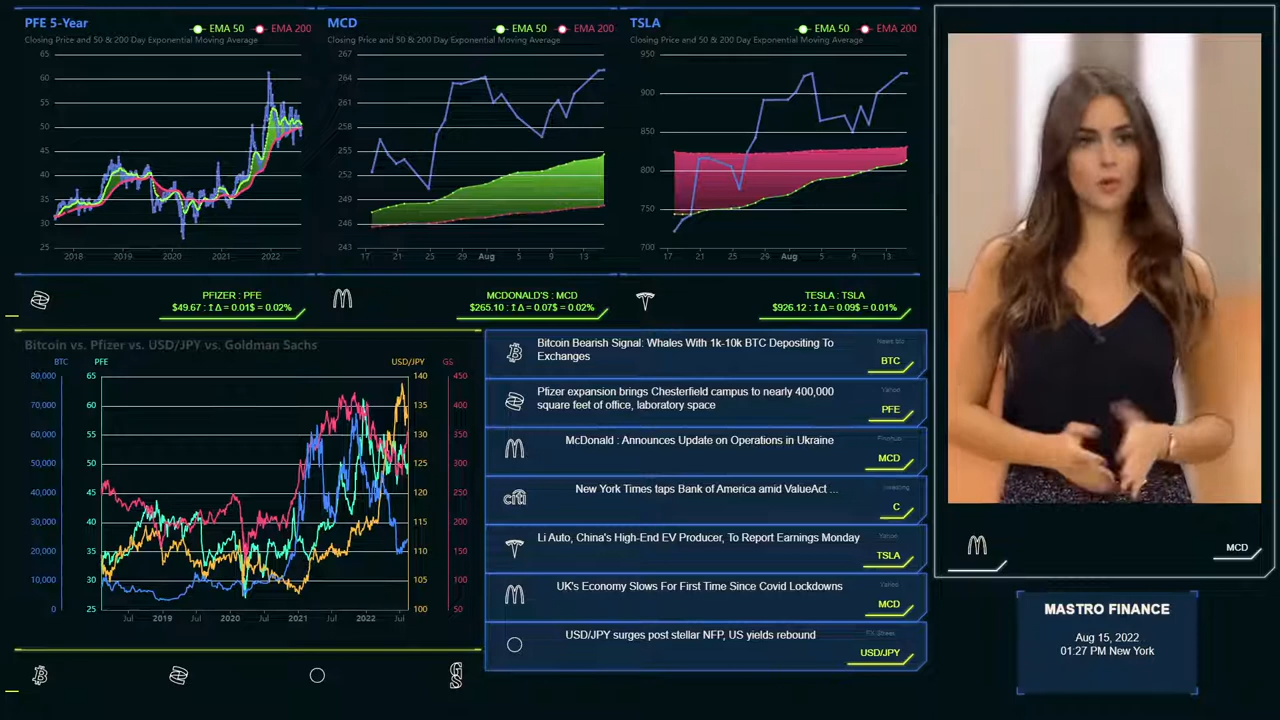 PFE 5-Year
EMA 50 EMA 200
Closing Price and 50 & 200 Day Exponential Moving Average
65
60
55
50
45
40
35
30
25
2018 2019 2020 2021 2022
MCD
EMA 50 EMA 200
Closing Price and 50 & 200 Day Exponential Moving Average
267
264
261
258
255
252
249
246
243
17 21 25 29 Aug 5 9 13
TSLA
EMA 50 EMA 200
Closing Price and 50 & 200 Day Exponential Moving Average
950
900
850
800
750
700
17 21 25 29 Aug 5 9 13
PFIZER : PFE
$49.67 : ↑ Δ = 0.01$ = 0.02%
MCDONALD'S : MCD
$265.10 : ↑ Δ = 0.07$ = 0.02%
TESLA : TSLA
$926.12 : ↑ Δ = 0.09$ = 0.01%
Bitcoin vs. Pfizer vs. USD/JPY vs. Goldman Sachs
BTC PFE USD/JPY GS
80,000 65 140 450
70,000 60 135 400
60,000 55 130 350
50,000 50 125 300
40,000 45 120 250
30,000 40 115 200
20,000 35 110 150
10,000 30 105 100
0 25 100 50
Jul 2019 Jul 2020 Jul 2021 Jul 2022 Jul
Bitcoin Bearish Signal: Whales With 1k-10k BTC Depositing To
Exchanges
BTC
Pfizer expansion brings Chesterfield campus to nearly 400,000
square feet of office, laboratory space
Yahoo
PFE
McDonald : Announces Update on Operations in Ukraine
Finnhub
MCD
citi
New York Times taps Bank of America amid ValueAct ...
C
Li Auto, China's High-End EV Producer, To Report Earnings Monday
Yahoo
TSLA
UK's Economy Slows For First Time Since Covid Lockdowns
Yahoo
MCD
USD/JPY surges post stellar NFP, US yields rebound
USD/JPY
MCD
MASTRO FINANCE
Aug 15, 2022
01:27 PM New York